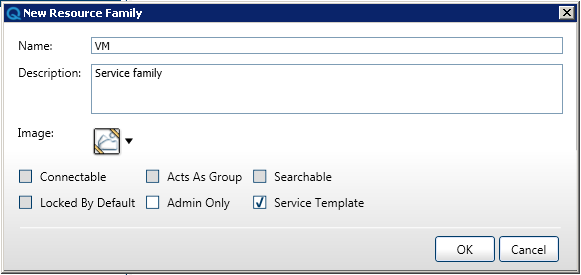 New Resource Family
Name: VM
Description: Service family
Image:
Connectable Acts As Group Searchable
Locked By Default Admin Only Service Template
OK Cancel